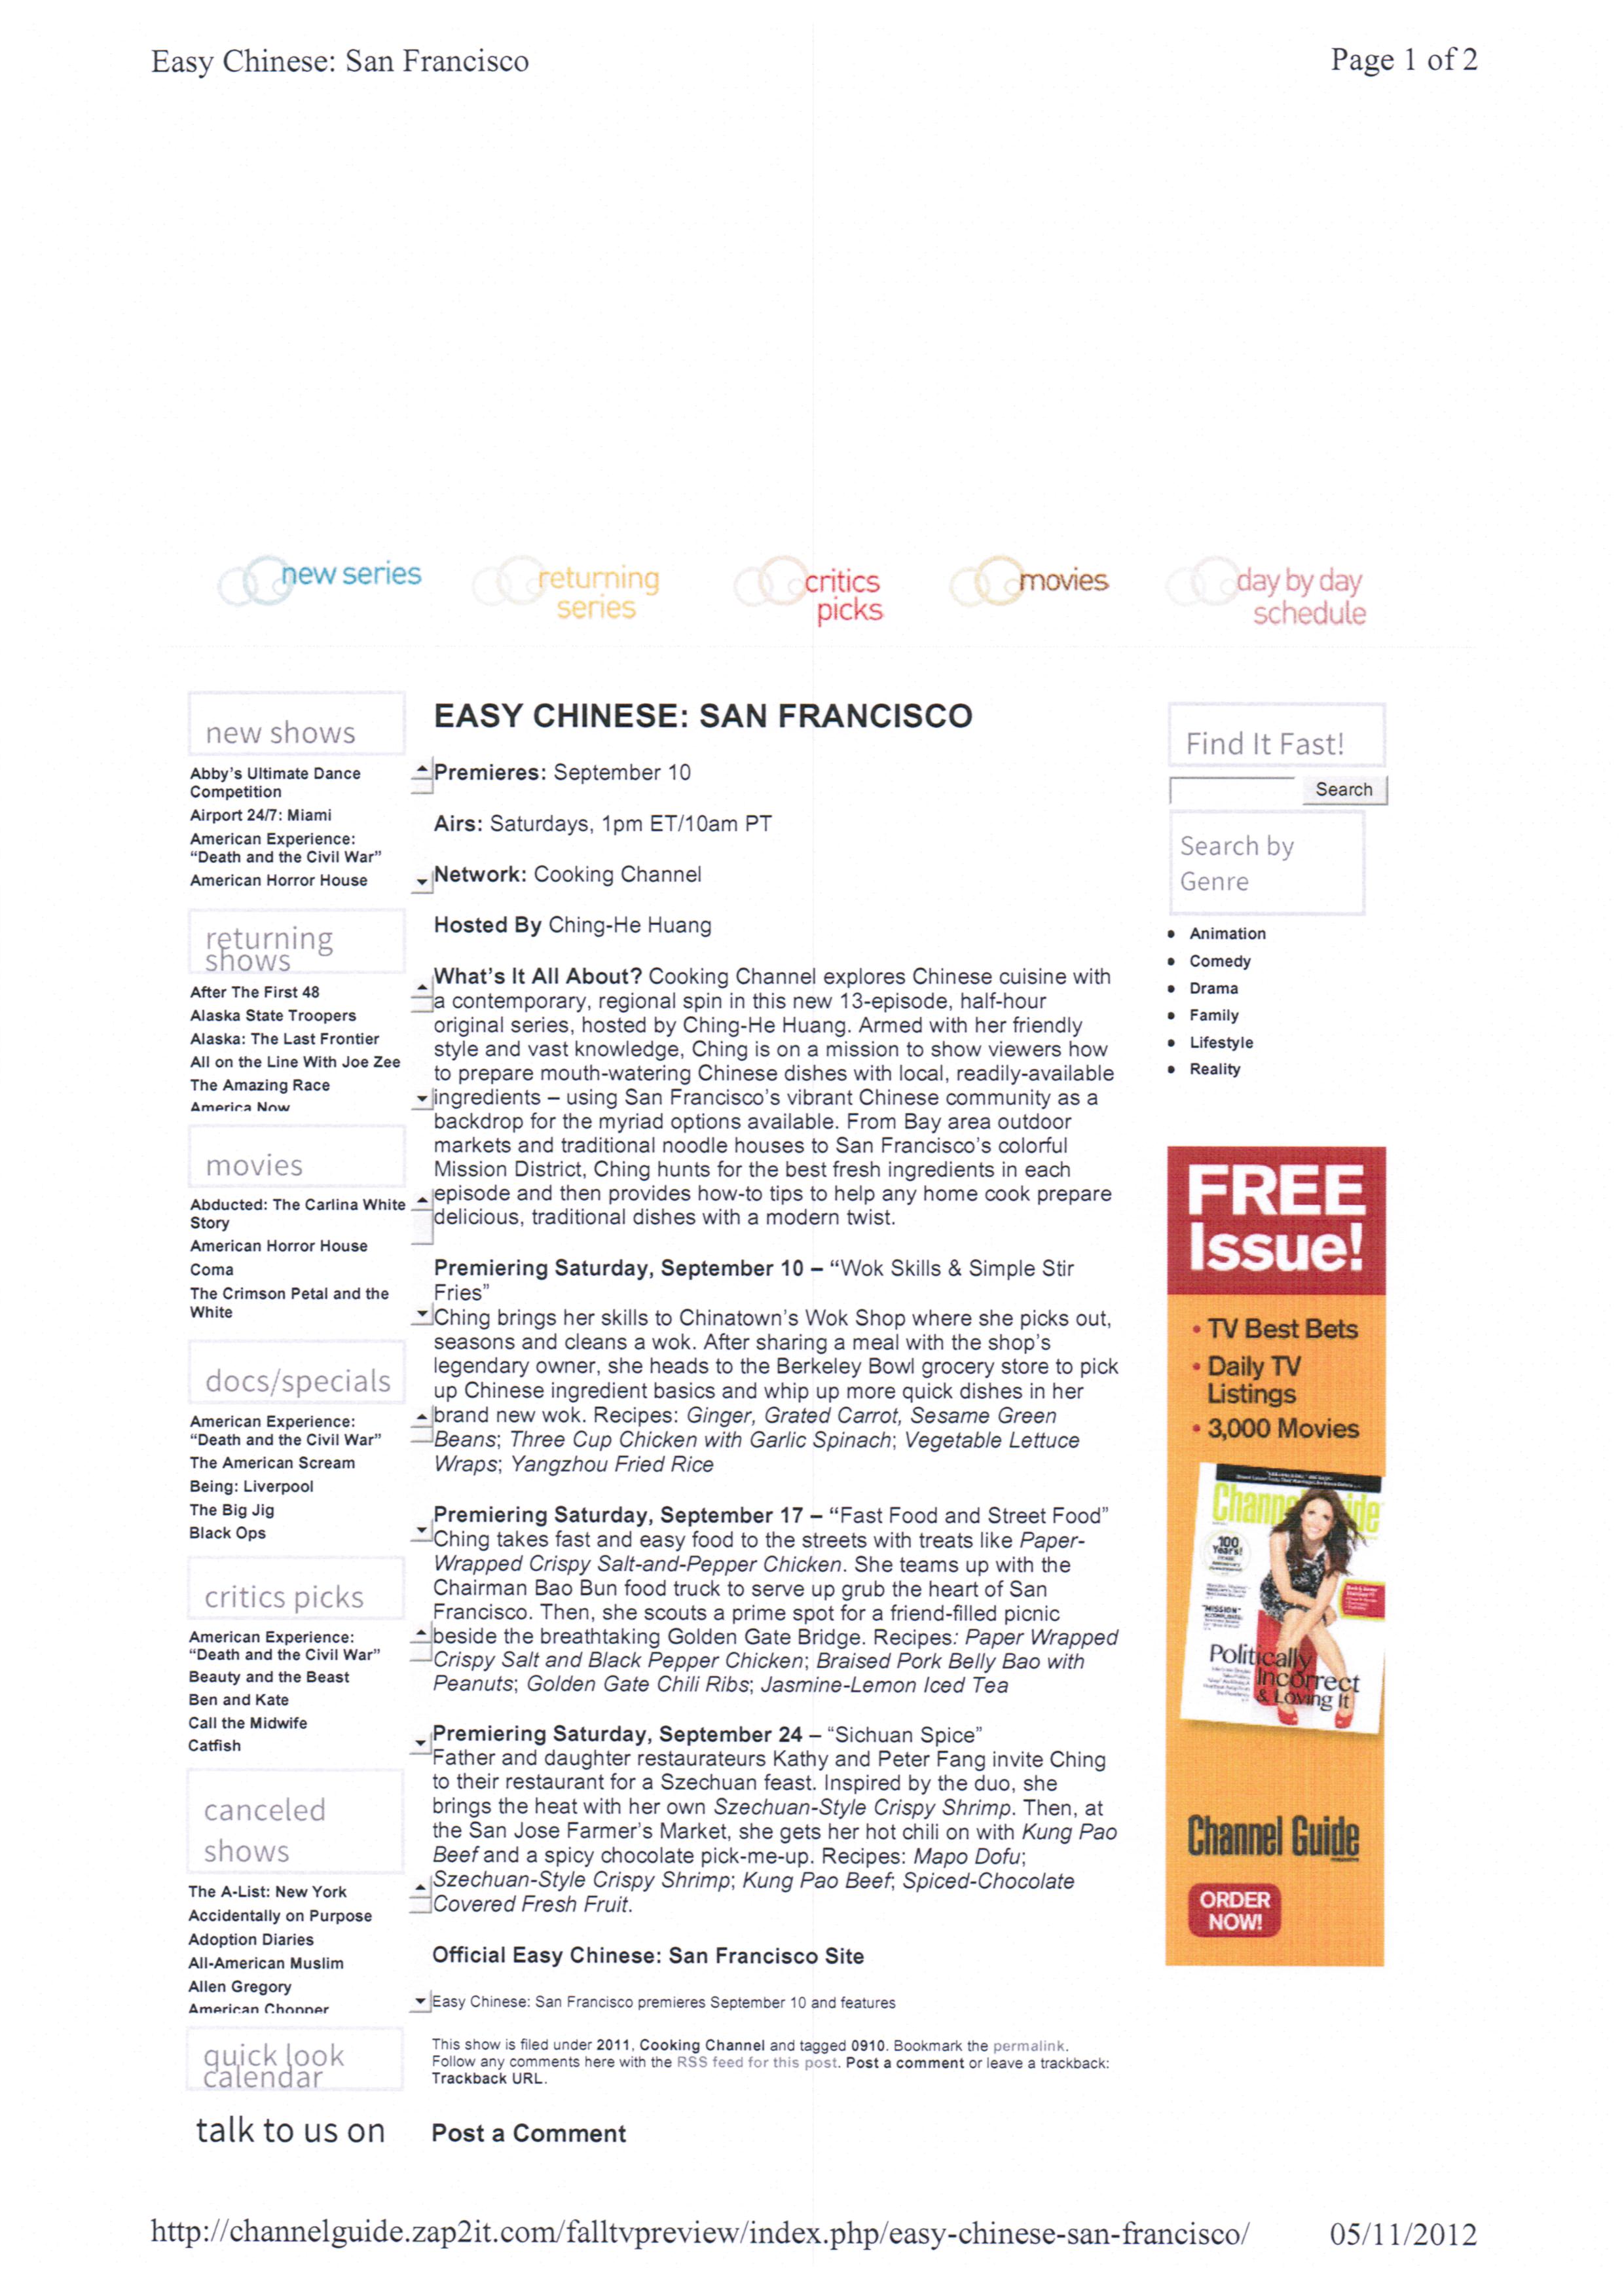 Easy Chinese: San Francisco
Page 1 of 2
new series
returning
series
critics
picks
movies
day by day
schedule
new shows
Abby's Ultimate Dance
Competition
Airport 24/7: Miami
American Experience:
"Death and the Civil War"
American Horror House
returning
shows
After The First 48
Alaska State Troopers
Alaska: The Last Frontier
All on the Line With Joe Zee
The Amazing Race
America Now
movies
Abducted: The Carlina White
Story
American Horror House
Coma
The Crimson Petal and the
White
docs/specials
American Experience:
"Death and the Civil War"
The American Scream
Being: Liverpool
The Big Jig
Black Ops
critics picks
American Experience:
"Death and the Civil War"
Beauty and the Beast
Ben and Kate
Call the Midwife
Catfish
canceled
shows
The A-List: New York
Accidentally on Purpose
Adoption Diaries
All-American Muslim
Allen Gregory
American Chopper
quick look
calendar
talk to us on
EASY CHINESE: SAN FRANCISCO
Premieres: September 10
Airs: Saturdays, 1pm ET/10am PT
Network: Cooking Channel
Hosted By Ching-He Huang
What's It All About? Cooking Channel explores Chinese cuisine with
a contemporary, regional spin in this new 13-episode, half-hour
original series, hosted by Ching-He Huang. Armed with her friendly
style and vast knowledge, Ching is on a mission to show viewers how
to prepare mouth-watering Chinese dishes with local, readily-available
ingredients – using San Francisco's vibrant Chinese community as a
backdrop for the myriad options available. From Bay area outdoor
markets and traditional noodle houses to San Francisco's colorful
Mission District, Ching hunts for the best fresh ingredients in each
episode and then provides how-to tips to help any home cook prepare
delicious, traditional dishes with a modern twist.
Premiering Saturday, September 10 – "Wok Skills & Simple Stir
Fries"
Ching brings her skills to Chinatown's Wok Shop where she picks out,
seasons and cleans a wok. After sharing a meal with the shop's
legendary owner, she heads to the Berkeley Bowl grocery store to pick
up Chinese ingredient basics and whip up more quick dishes in her
brand new wok. Recipes: Ginger, Grated Carrot, Sesame Green
Beans; Three Cup Chicken with Garlic Spinach; Vegetable Lettuce
Wraps; Yangzhou Fried Rice
Premiering Saturday, September 17 – "Fast Food and Street Food"
Ching takes fast and easy food to the streets with treats like Paper-
Wrapped Crispy Salt-and-Pepper Chicken. She teams up with the
Chairman Bao Bun food truck to serve up grub the heart of San
Francisco. Then, she scouts a prime spot for a friend-filled picnic
beside the breathtaking Golden Gate Bridge. Recipes: Paper Wrapped
Crispy Salt and Black Pepper Chicken; Braised Pork Belly Bao with
Peanuts; Golden Gate Chili Ribs; Jasmine-Lemon Iced Tea
Premiering Saturday, September 24 – "Sichuan Spice"
Father and daughter restaurateurs Kathy and Peter Fang invite Ching
to their restaurant for a Szechuan feast. Inspired by the duo, she
brings the heat with her own Szechuan-Style Crispy Shrimp. Then, at
the San Jose Farmer's Market, she gets her hot chili on with Kung Pao
Beef and a spicy chocolate pick-me-up. Recipes: Mapo Dofu;
Szechuan-Style Crispy Shrimp; Kung Pao Beef; Spiced-Chocolate
Covered Fresh Fruit.
Official Easy Chinese: San Francisco Site
Easy Chinese: San Francisco premieres September 10 and features
This show is filed under 2011, Cooking Channel and tagged 0910. Bookmark the permalink.
Follow any comments here with the RSS feed for this post. Post a comment or leave a trackback:
Trackback URL.
Post a Comment
Find It Fast!
Search
Search by
Genre
• Animation
• Comedy
• Drama
• Family
• Lifestyle
• Reality
FREE
Issue!
• TV Best Bets
• Daily TV
Listings
• 3,000 Movies
100
Years!
"MISSION"
Politically
Incorrect
& Loving It
Channel Guide
ORDER
NOW!
http://channelguide.zap2it.com/falltvpreview/index.php/easy-chinese-san-francisco/
05/11/2012